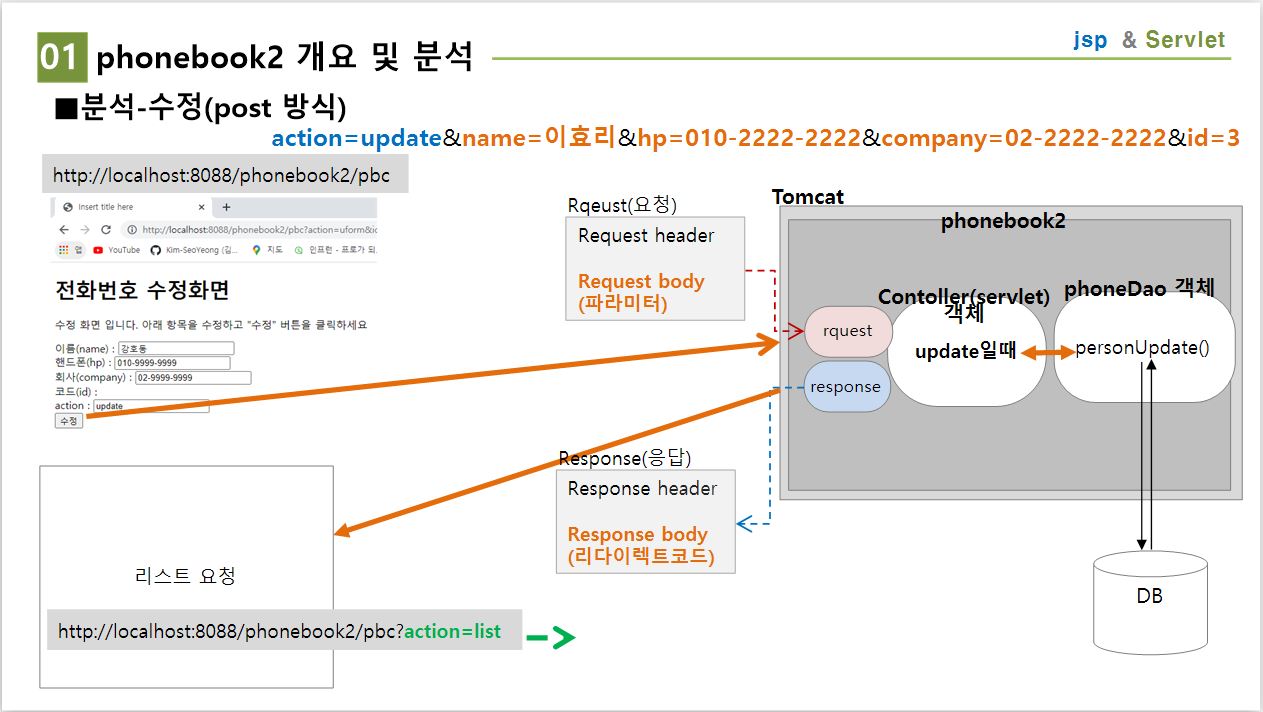 01 phonebook2 개요 및 분석
jsp & Servlet
■분석-수정(post 방식)
action=update&name=이효리&hp=010-2222-2222&company=02-2222-2222&id=3
http://localhost:8088/phonebook2/pbc
Insert title here
http://localhost:8088/phonebook2/pbc?action=uform&ic
앱 YouTube Kim-SeoYeong (김... 지도 인프런 - 프로가 되.
전화번호 수정화면
수정 화면 입니다. 아래 항목을 수정하고 "수정" 버튼을 클릭하세요
이름(name) : 강호동
핸드폰(hp) : 010-9999-9999
회사(company) : 02-9999-9999
코드(id) :
action : update
수정
Rqeust(요청)
Request header
Request body
(파라미터)
Tomcat
phonebook2
Contoller(servlet)
객체
phoneDao 객체
rquest
update일때
personUpdate()
response
Response(응답)
Response header
Response body
(리다이렉트코드)
리스트 요청
http://localhost:8088/phonebook2/pbc?action=list
DB